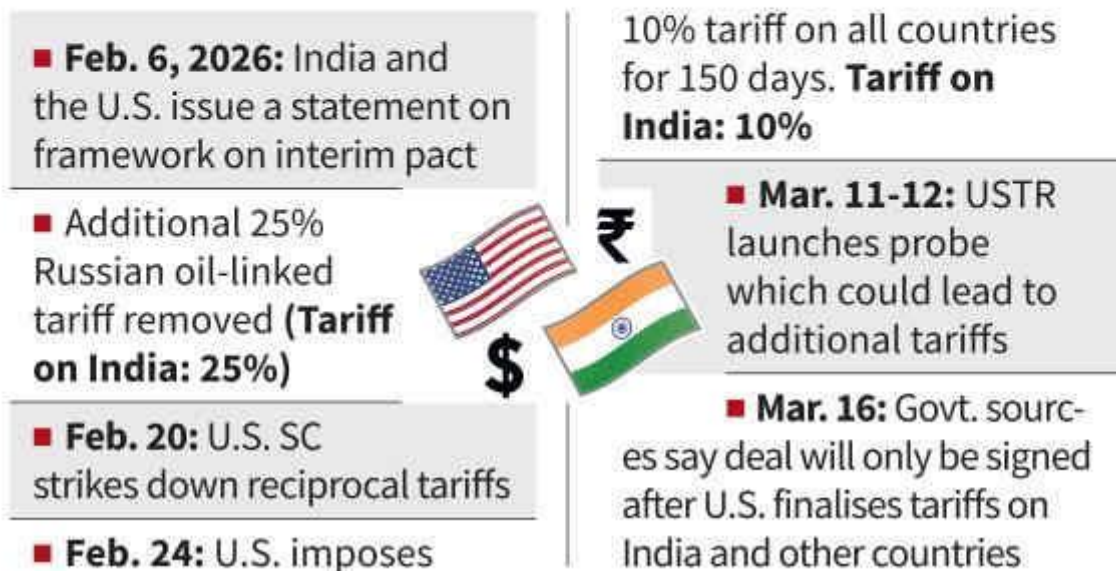 ■ Feb. 6, 2026: India and
the U.S. issue a statement on
framework on interim pact
■ Additional 25%
Russian oil-linked
tariff removed (Tariff
on India: 25%)
■ Feb. 20: U.S. SC
strikes down reciprocal tariffs
■ Feb. 24: U.S. imposes
10% tariff on all countries
for 150 days. Tariff on
India: 10%
■ Mar. 11-12: USTR
launches probe
which could lead to
additional tariffs
■ Mar. 16: Govt. sourc-
es say deal will only be signed
after U.S. finalises tariffs on
India and other countries
₹
$